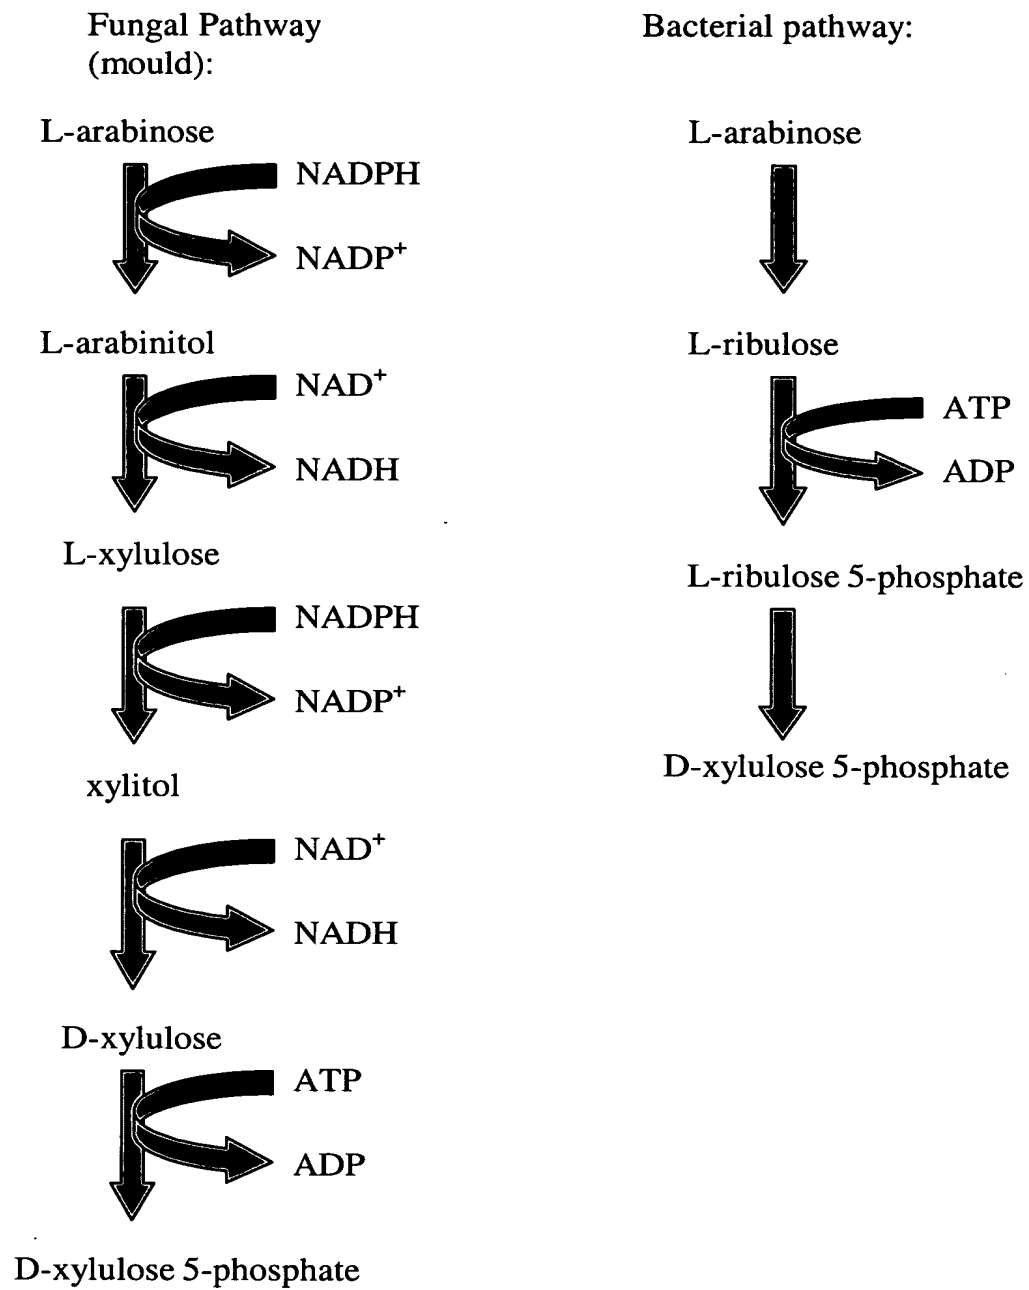 Fungal Pathway
(mould):
L-arabinose
NADPH
NADP+
L-arabinitol
NAD+
NADH
L-xylulose
NADPH
NADP+
xylitol
NAD+
NADH
D-xylulose
ATP
ADP
D-xylulose 5-phosphate
Bacterial pathway:
L-arabinose
L-ribulose
ATP
ADP
L-ribulose 5-phosphate
D-xylulose 5-phosphate